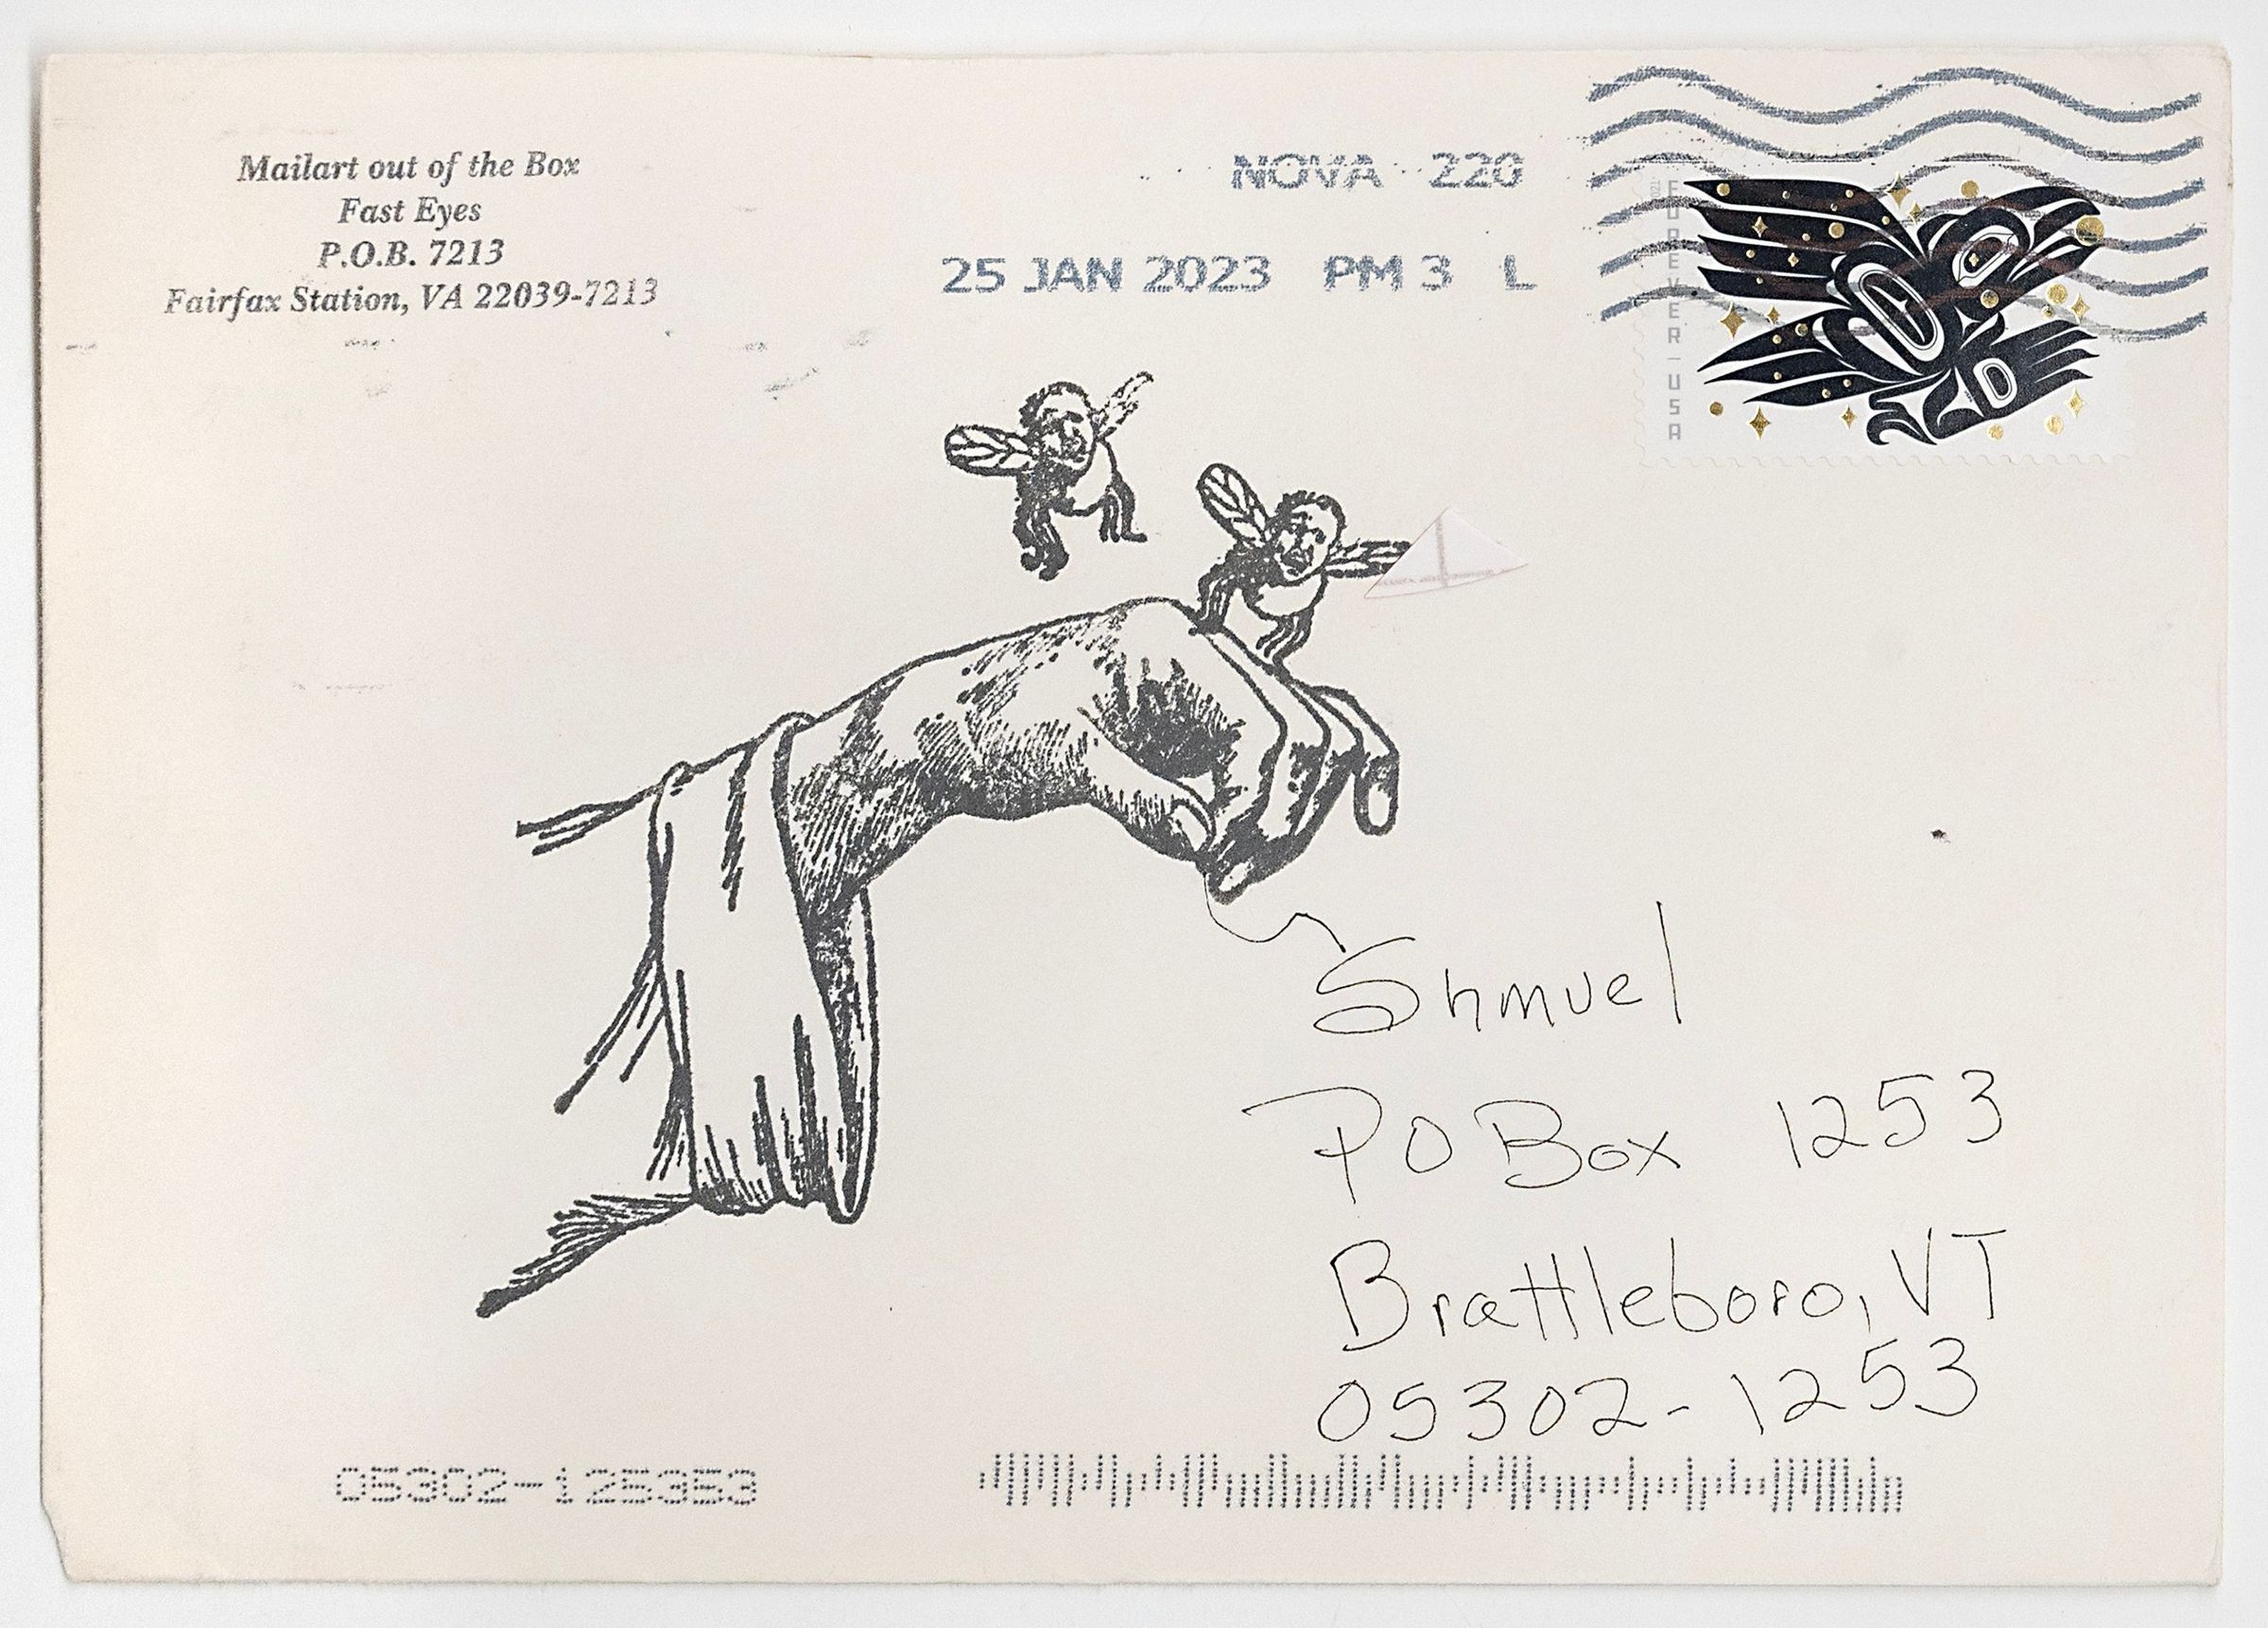 Mailart out of the Box
Fast Eyes
P.O.B. 7213
Fairfax Station, VA 22039-7213
NOVA 220
25 JAN 2023 PM 3 L
2021
FOREVER – USA
Shmuel
PO Box 1253
Brattleboro, VT
05302-1253
05302-125353